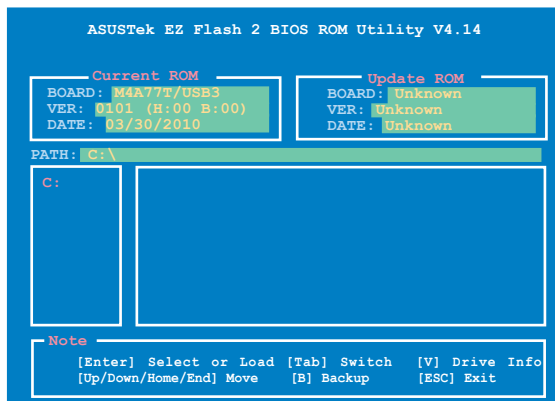 ASUSTek EZ Flash 2 BIOS ROM Utility V4.14
Current ROM
BOARD: M4A77T/USB3
VER: 0101 (H:00 B:00)
DATE: 03/30/2010
Update ROM
BOARD: Unknown
VER: Unknown
DATE: Unknown
PATH: C:\
C:
Note
[Enter] Select or Load [Tab] Switch [V] Drive Info
[Up/Down/Home/End] Move [B] Backup [ESC] Exit